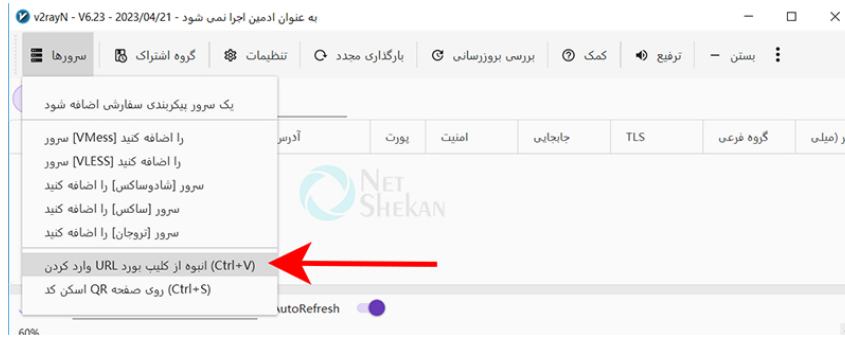 v2rayN - V6.23 - 2023/04/21 - به عنوان ادمین اجرا نمی شود
سرورها گروه اشتراک تنظیمات بارگذاری مجدد بررسی بروزرسانی کمک ترفیع بستن
یک سرور پیکربندی سفارشی اضافه شود
آدرس پورت امنیت جابجایی TLS گروه فرعی ر (میلی
را اضافه کنید [VMess] سرور
را اضافه کنید [VLESS] سرور
سرور [شادوساکس] را اضافه کنید
سرور [ساکس] را اضافه کنید
سرور [تروجان] را اضافه کنید
NET
SHEKAN
انبوه از کلیپ بورد URL وارد کردن (Ctrl+V)
روی صفحه QR اسکن کد (Ctrl+S)
AutoRefresh
60%